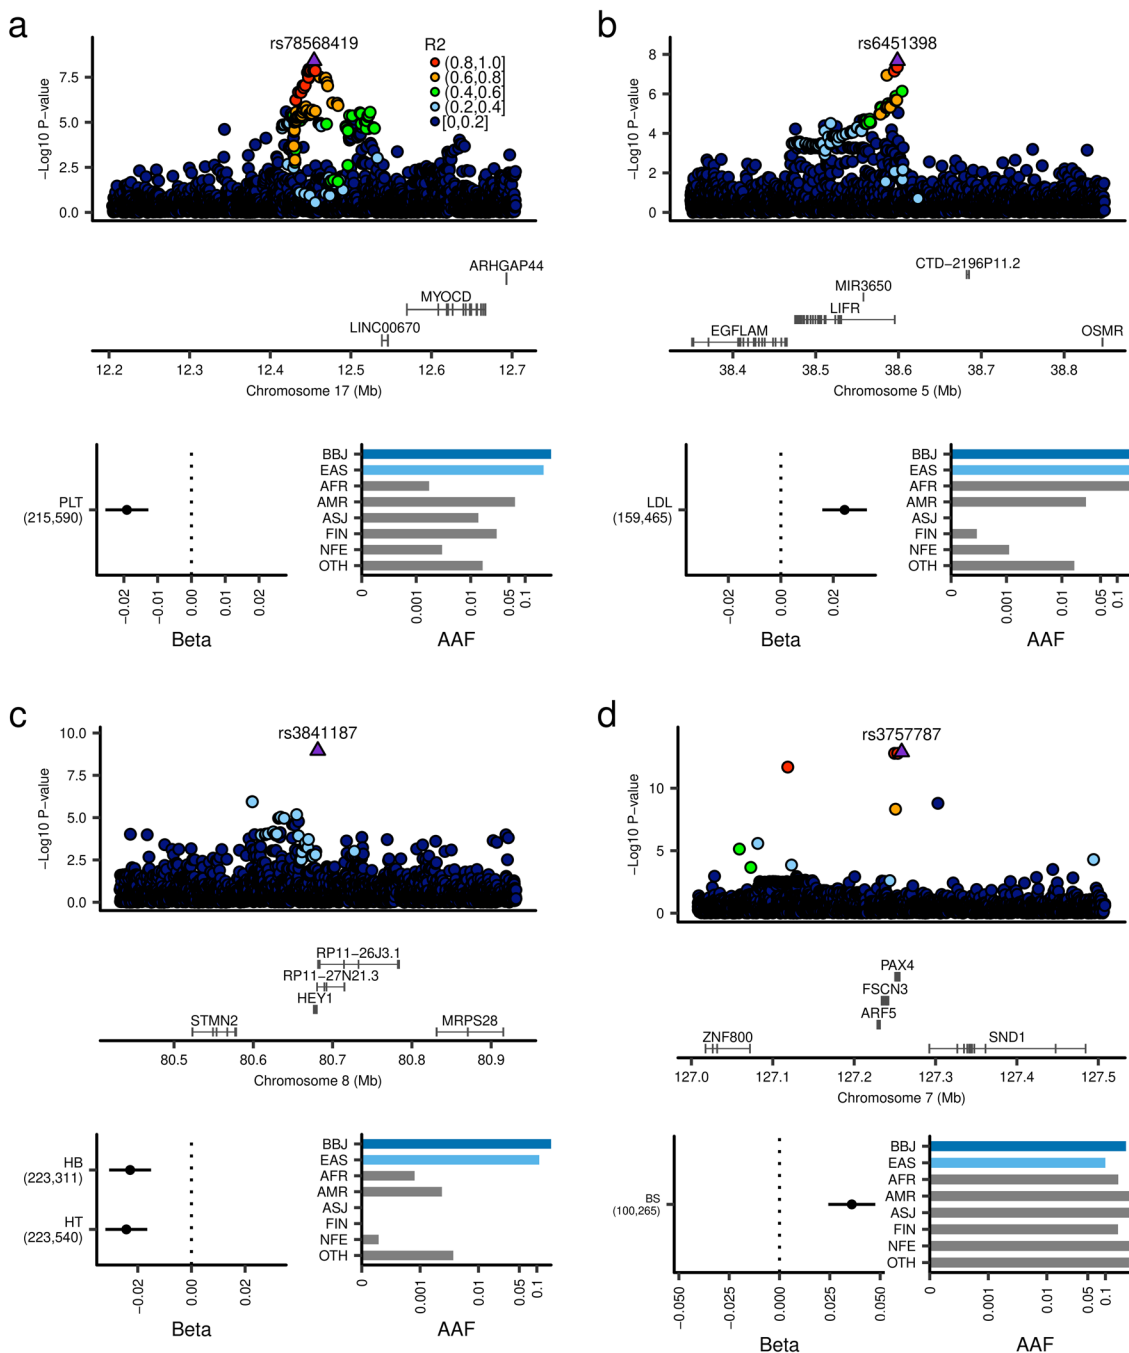 a
rs78568419
R2
(0.8,1.0]
(0.6,0.8]
(0.4,0.6]
(0.2,0.4]
[0,0.2]
−Log10 P−value
7.5
5.0
2.5
0.0
ARHGAP44
MYOCD
LINC00670
12.2 12.3 12.4 12.5 12.6 12.7
Chromosome 17 (Mb)
PLT
(215,590)
−0.02 −0.01 0.00 0.01 0.02
Beta
BBJ
EAS
AFR
AMR
ASJ
FIN
NFE
OTH
0 0.001 0.01 0.05 0.1
AAF
b
rs6451398
−Log10 P−value
8
6
4
2
0
CTD−2196P11.2
MIR3650
LIFR
EGFLAM
OSMR
38.4 38.5 38.6 38.7 38.8
Chromosome 5 (Mb)
LDL
(159,465)
−0.02 0.00 0.02
Beta
BBJ
EAS
AFR
AMR
ASJ
FIN
NFE
OTH
0 0.001 0.01 0.05 0.1
AAF
c
rs3841187
−Log10 P−value
10.0
7.5
5.0
2.5
0.0
RP11−26J3.1
RP11−27N21.3
HEY1
STMN2
MRPS28
80.5 80.6 80.7 80.8 80.9
Chromosome 8 (Mb)
HB
(223,311)
HT
(223,540)
−0.02 0.00 0.02
Beta
BBJ
EAS
AFR
AMR
ASJ
FIN
NFE
OTH
0 0.001 0.01 0.05 0.1
AAF
d
rs3757787
−Log10 P−value
10
5
0
PAX4
FSCN3
ARF5
ZNF800
SND1
127.0 127.1 127.2 127.3 127.4 127.5
Chromosome 7 (Mb)
BS
(100,265)
−0.050 −0.025 0.000 0.025 0.050
Beta
BBJ
EAS
AFR
AMR
ASJ
FIN
NFE
OTH
0 0.001 0.01 0.05 0.1
AAF